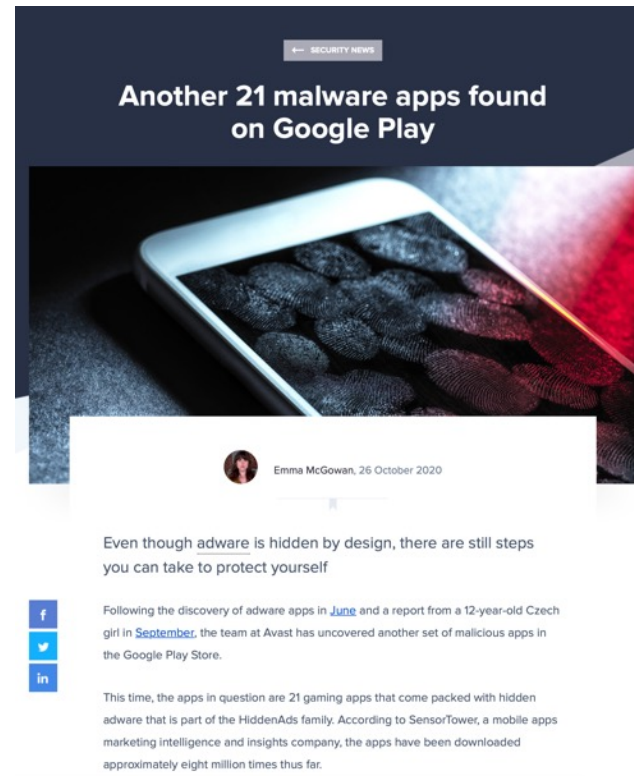 ← SECURITY NEWS
Another 21 malware apps found
on Google Play
Emma McGowan, 26 October 2020
Even though adware is hidden by design, there are still steps
you can take to protect yourself
Following the discovery of adware apps in June and a report from a 12-year-old Czech
girl in September, the team at Avast has uncovered another set of malicious apps in
the Google Play Store.
This time, the apps in question are 21 gaming apps that come packed with hidden
adware that is part of the HiddenAds family. According to SensorTower, a mobile apps
marketing intelligence and insights company, the apps have been downloaded
approximately eight million times thus far.
f
in